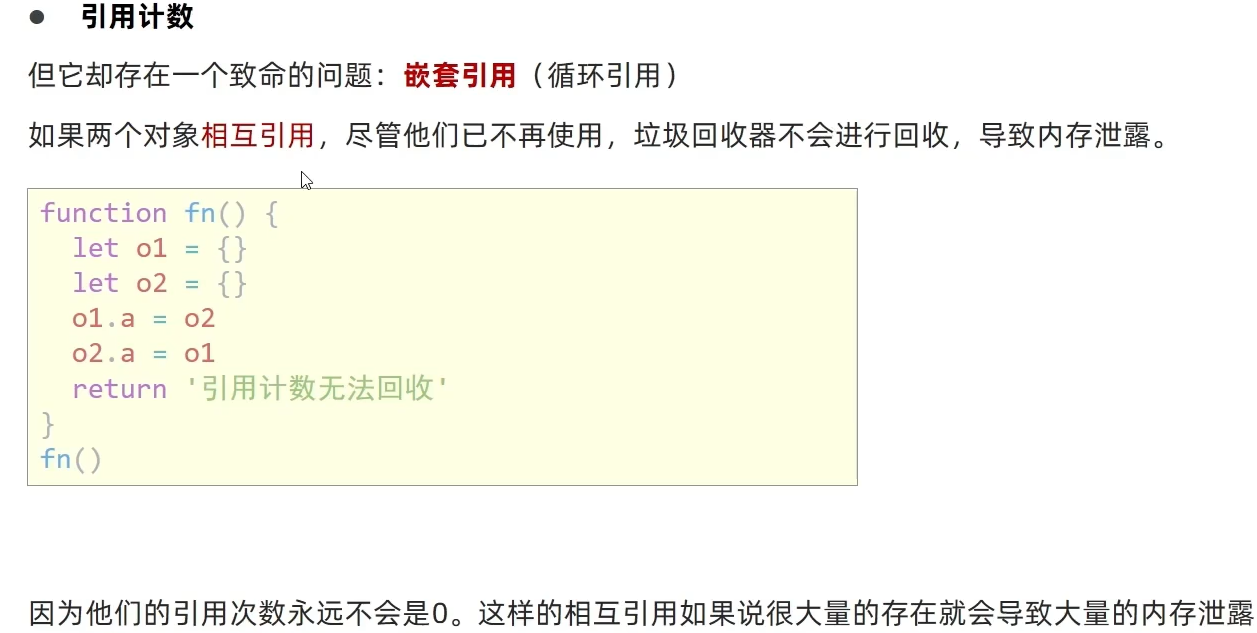 ● 引用计数
但它却存在一个致命的问题：嵌套引用（循环引用）
如果两个对象相互引用，尽管他们已不再使用，垃圾回收器不会进行回收，导致内存泄露。
function fn() {
  let o1 = {}
  let o2 = {}
  o1.a = o2
  o2.a = o1
  return '引用计数无法回收'
}
fn()
因为他们的引用次数永远不会是0。这样的相互引用如果说很大量的存在就会导致大量的内存泄露